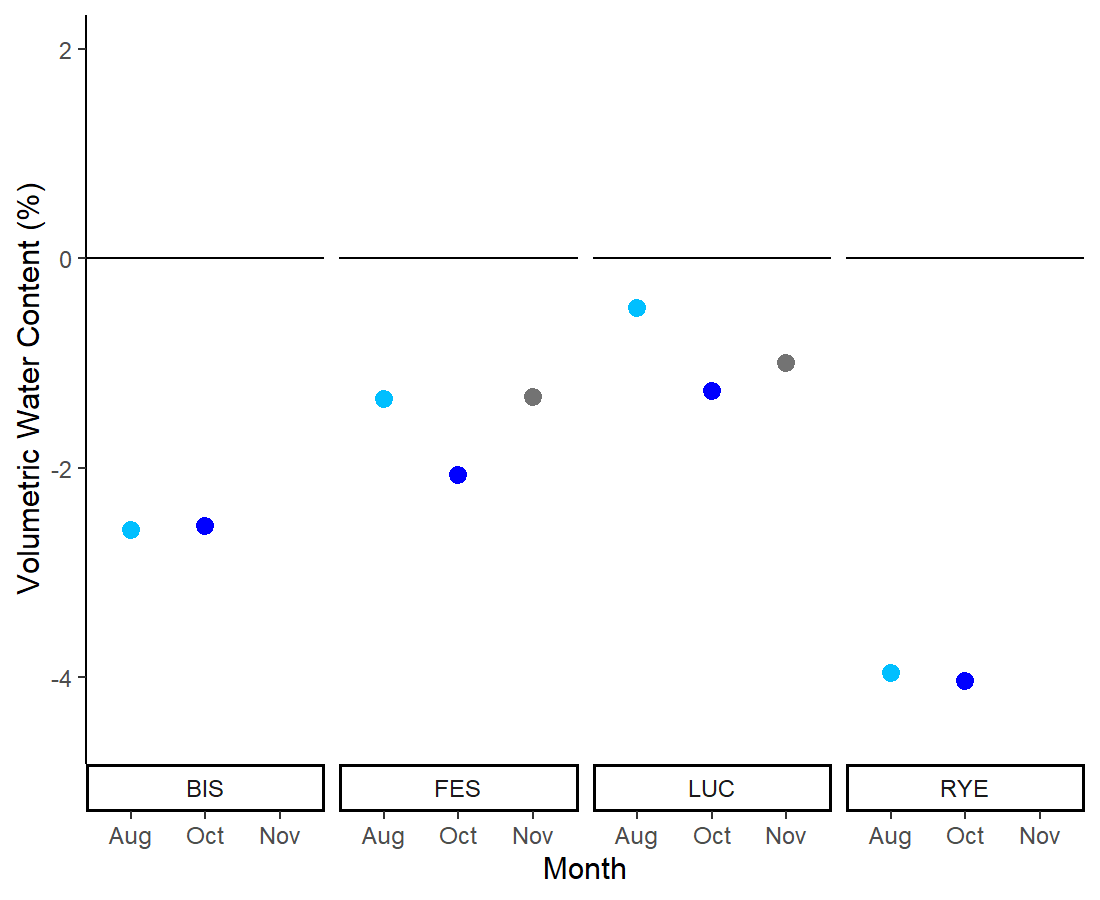 Volumetric Water Content (%)
2
0
-2
-4
BIS FES LUC RYE
Aug Oct Nov Aug Oct Nov Aug Oct Nov Aug Oct Nov
Month